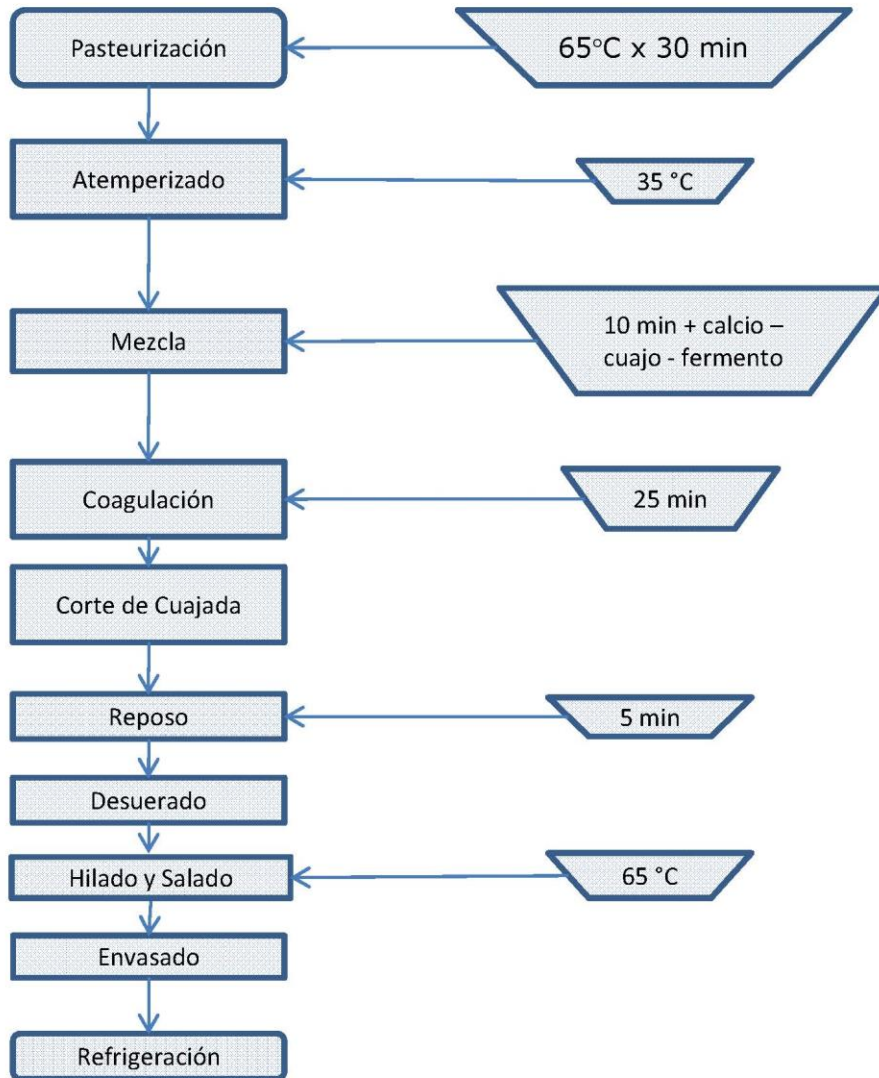 Pasteurización
65°C x 30 min
Atemperizado
35 °C
Mezcla
10 min + calcio –
cuajo - fermento
Coagulación
25 min
Corte de Cuajada
Reposo
5 min
Desuerado
Hilado y Salado
65 °C
Envasado
Refrigeración